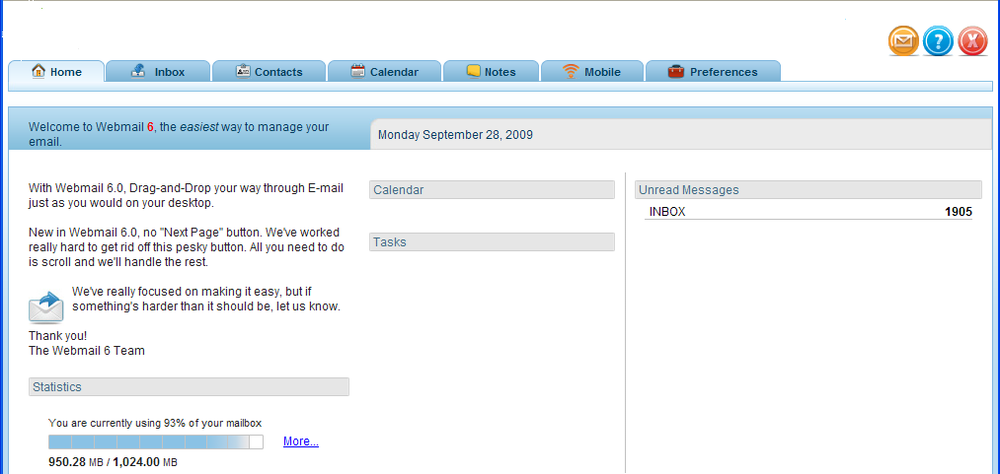 Home
Inbox
Contacts
Calendar
Notes
Mobile
Preferences
Welcome to Webmail 6, the easiest way to manage your
email.
Monday September 28, 2009
With Webmail 6.0, Drag-and-Drop your way through E-mail
just as you would on your desktop.
New in Webmail 6.0, no "Next Page" button. We've worked
really hard to get rid off this pesky button. All you need to do
is scroll and we'll handle the rest.
We've really focused on making it easy, but if
something's harder than it should be, let us know.
Thank you!
The Webmail 6 Team
Statistics
You are currently using 93% of your mailbox
More...
950.28 MB / 1,024.00 MB
Calendar
Tasks
Unread Messages
INBOX 1905